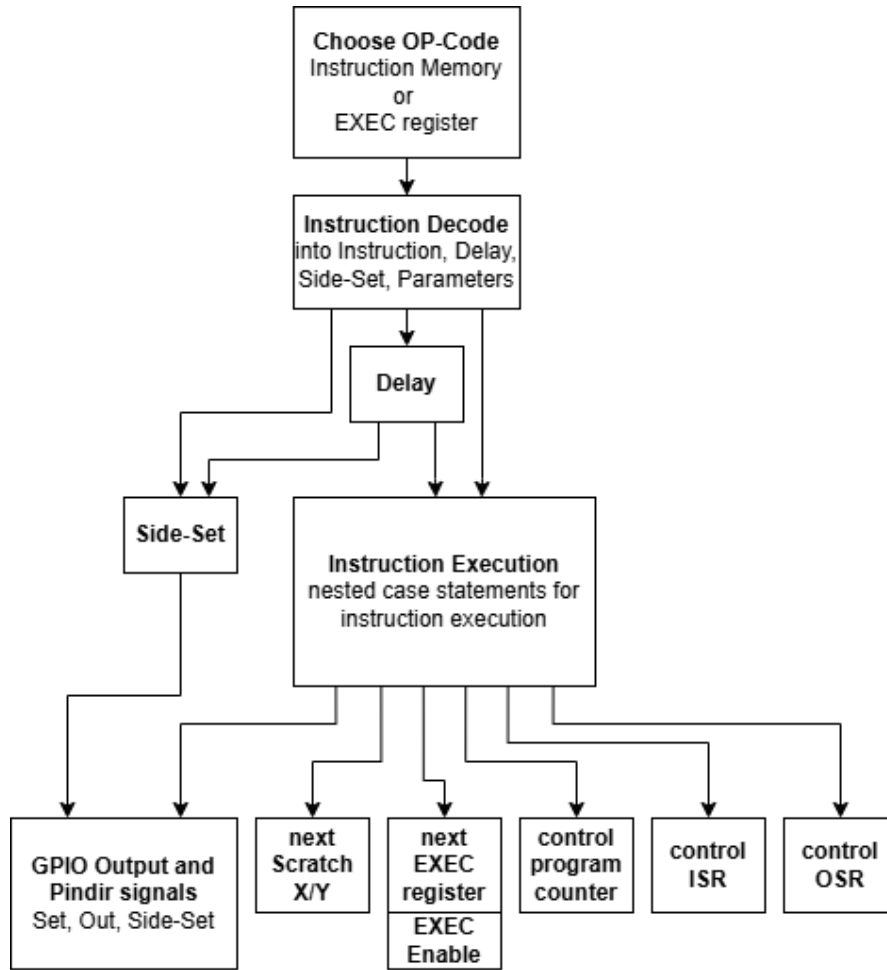 Choose OP-Code
Instruction Memory
or
EXEC register
Instruction Decode
into Instruction, Delay,
Side-Set, Parameters
Delay
Side-Set
Instruction Execution
nested case statements for
instruction execution
GPIO Output and
Pindir signals
Set, Out, Side-Set
next
Scratch
X/Y
next
EXEC
register
EXEC
Enable
control
program
counter
control
ISR
control
OSR